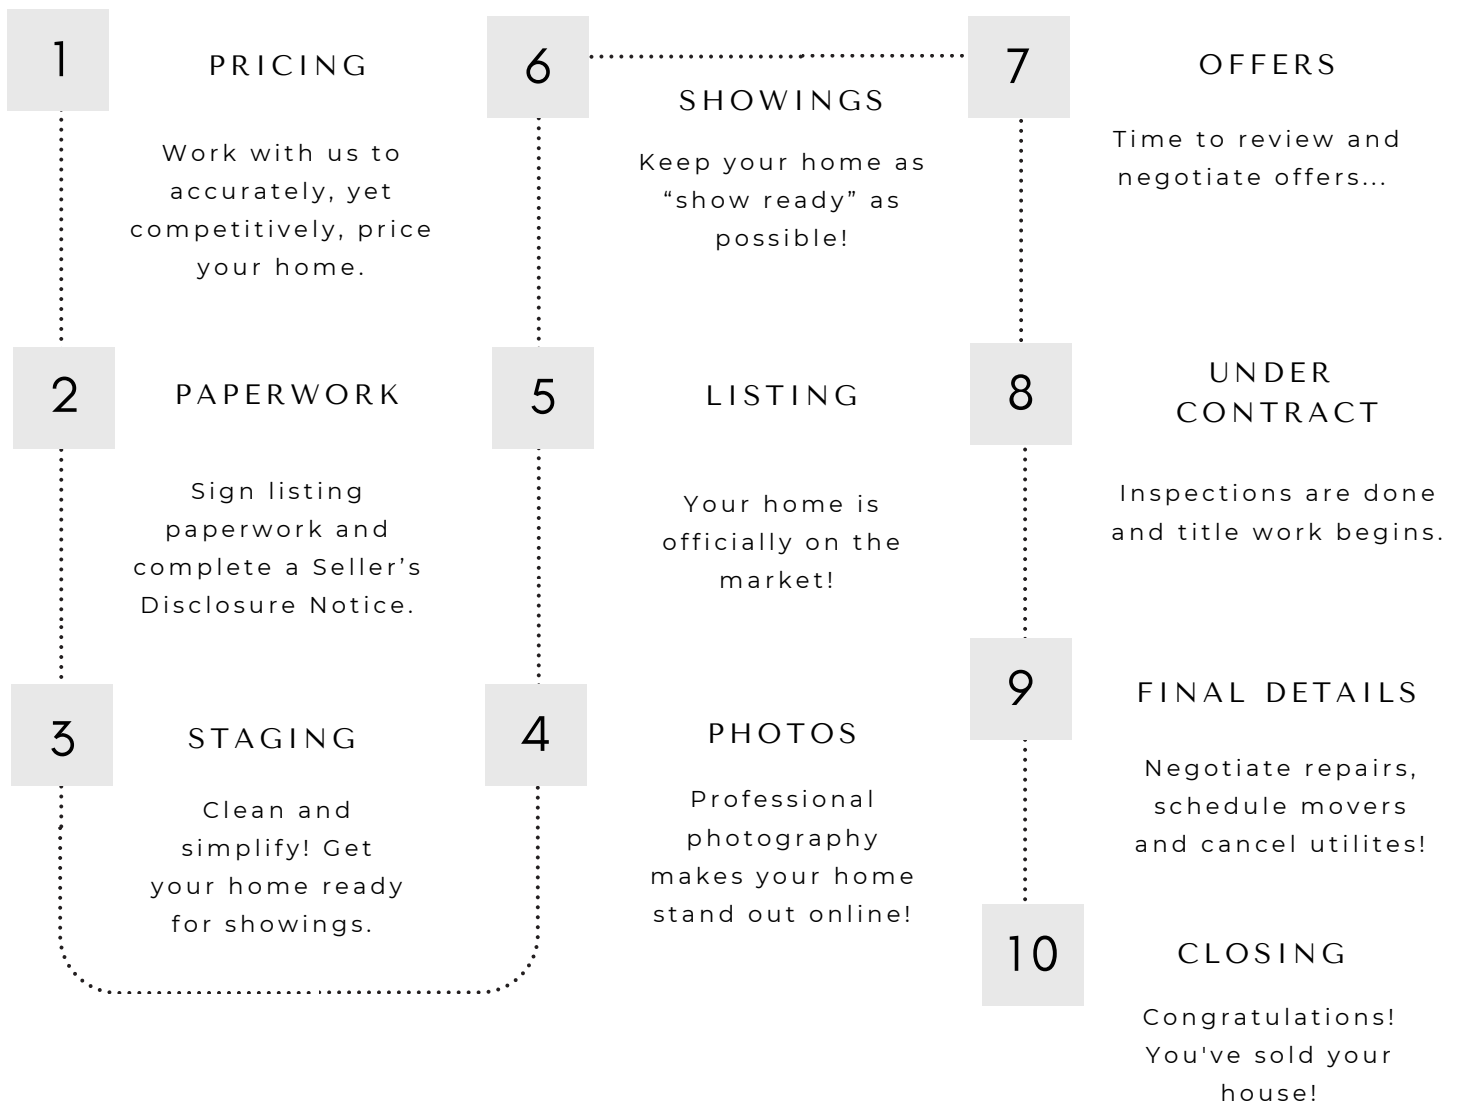 1
PRICING
Work with us to
accurately, yet
competitively, price
your home.
2
PAPERWORK
Sign listing
paperwork and
complete a Seller’s
Disclosure Notice.
3
STAGING
Clean and
simplify! Get
your home ready
for showings.
4
PHOTOS
Professional
photography
makes your home
stand out online!
5
LISTING
Your home is
officially on the
market!
6
SHOWINGS
Keep your home as
“show ready” as
possible!
7
OFFERS
Time to review and
negotiate offers...
8
UNDER
CONTRACT
Inspections are done
and title work begins.
9
FINAL DETAILS
Negotiate repairs,
schedule movers
and cancel utilites!
10
CLOSING
Congratulations!
You've sold your
house!